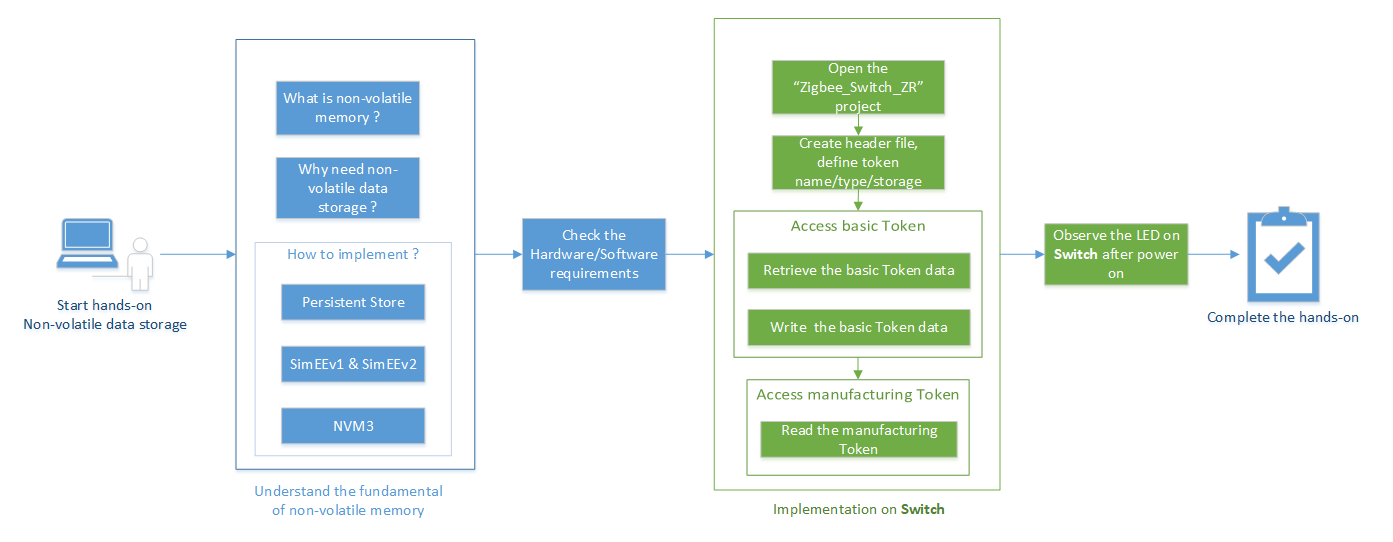 Start hands-on
Non-volatile data storage
What is non-volatile
memory ?
Why need non-
volatile data
storage ?
How to implement ?
Persistent Store
SimEEv1 & SimEEv2
NVM3
Understand the fundamental
of non-volatile memory
Check the
Hardware/Software
requirements
Open the
“Zigbee_Switch_ZR”
project
Create header file,
define token
name/type/storage
Access basic Token
Retrieve the basic Token data
Write the basic Token data
Access manufacturing Token
Read the manufacturing
Token
Implementation on Switch
Observe the LED on
Switch after power
on
Complete the hands-on